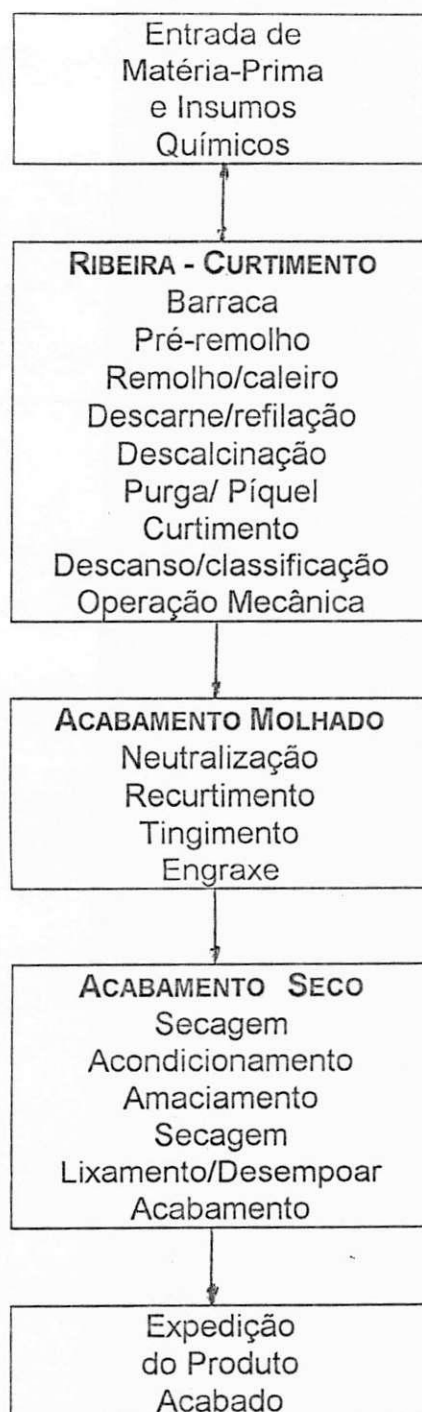 Entrada de
Matéria-Prima
e Insumos
Químicos
RIBEIRA - CURTIMENTO
Barraca
Pré-remolho
Remolho/caleiro
Descarne/refilação
Descalcinação
Purga/ Píquel
Curtimento
Descanso/classificação
Operação Mecânica
ACABAMENTO MOLHADO
Neutralização
Recurtimento
Tingimento
Engraxe
ACABAMENTO SECO
Secagem
Acondicionamento
Amaciamento
Secagem
Lixamento/Desempoar
Acabamento
Expedição
do Produto
Acabado